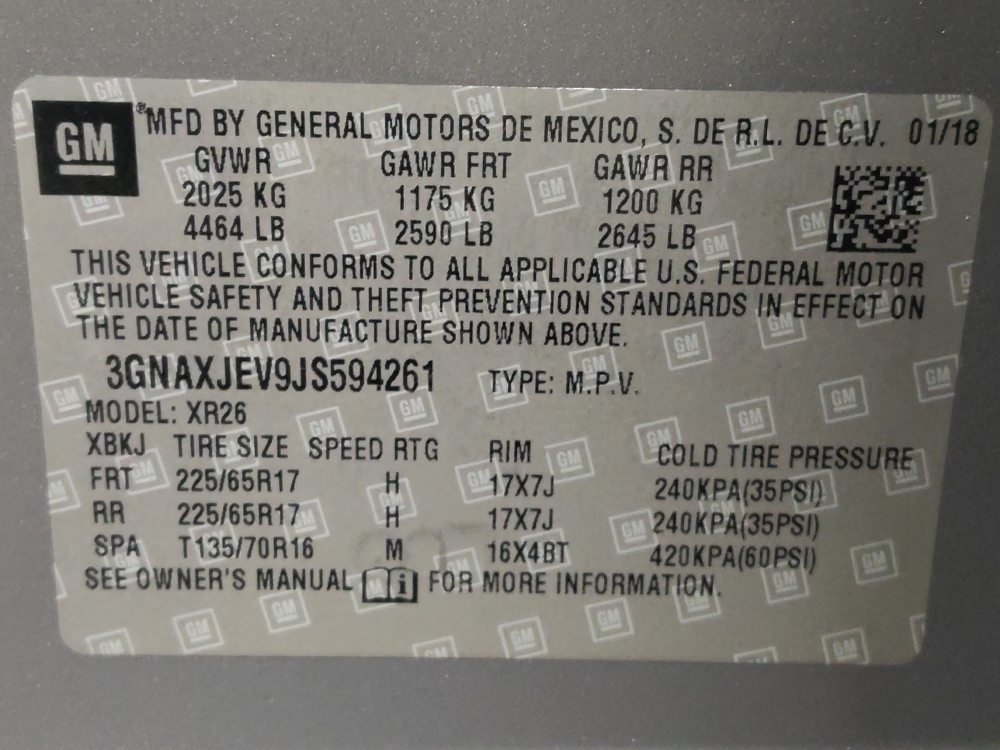 GM
® MFD BY GENERAL MOTORS DE MEXICO, S. DE R.L. DE C.V. 01/18
GVWR GAWR FRT GAWR RR
2025 KG 1175 KG 1200 KG
4464 LB 2590 LB 2645 LB
THIS VEHICLE CONFORMS TO ALL APPLICABLE U.S. FEDERAL MOTOR
VEHICLE SAFETY AND THEFT PREVENTION STANDARDS IN EFFECT ON
THE DATE OF MANUFACTURE SHOWN ABOVE.
3GNAXJEV9JS594261 TYPE: M.P.V.
MODEL: XR26
XBKJ TIRE SIZE SPEED RTG RIM COLD TIRE PRESSURE
FRT 225/65R17 H 17X7J 240KPA(35PSI)
RR 225/65R17 H 17X7J 240KPA(35PSI)
SPA T135/70R16 M 16X4BT 420KPA(60PSI)
SEE OWNER'S MANUAL i FOR MORE INFORMATION.